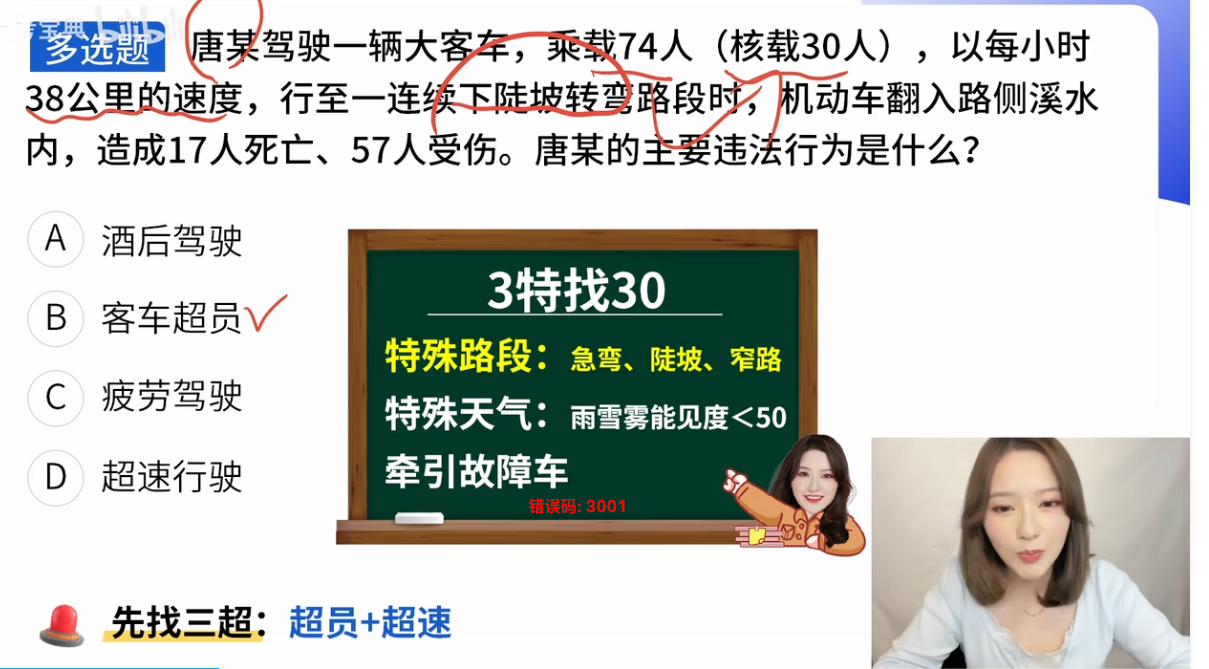 多选题 唐某驾驶一辆大客车，乘载74人（核载30人），以每小时
38公里的速度，行至一连续下陡坡转弯路段时，机动车翻入路侧溪水
内，造成17人死亡、57人受伤。唐某的主要违法行为是什么？
A 酒后驾驶
B 客车超员
C 疲劳驾驶
D 超速行驶
3特找30
特殊路段：急弯、陡坡、窄路
特殊天气：雨雪雾能见度＜50
牵引故障车
错误码: 3001
先找三超：超员+超速